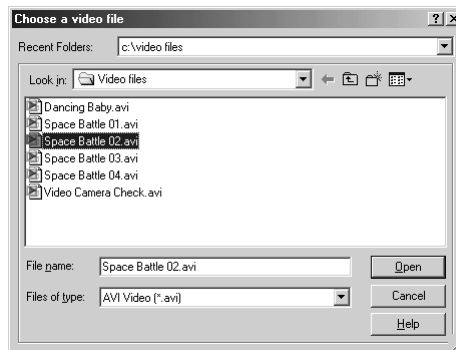 Choose a video file
Recent Folders: c:\video files
Look in: Video files
Dancing Baby.avi
Space Battle 01.avi
Space Battle 02.avi
Space Battle 03.avi
Space Battle 04.avi
Video Camera Check.avi
File name: Space Battle 02.avi Open
Files of type: AVI Video (*.avi) Cancel
Help